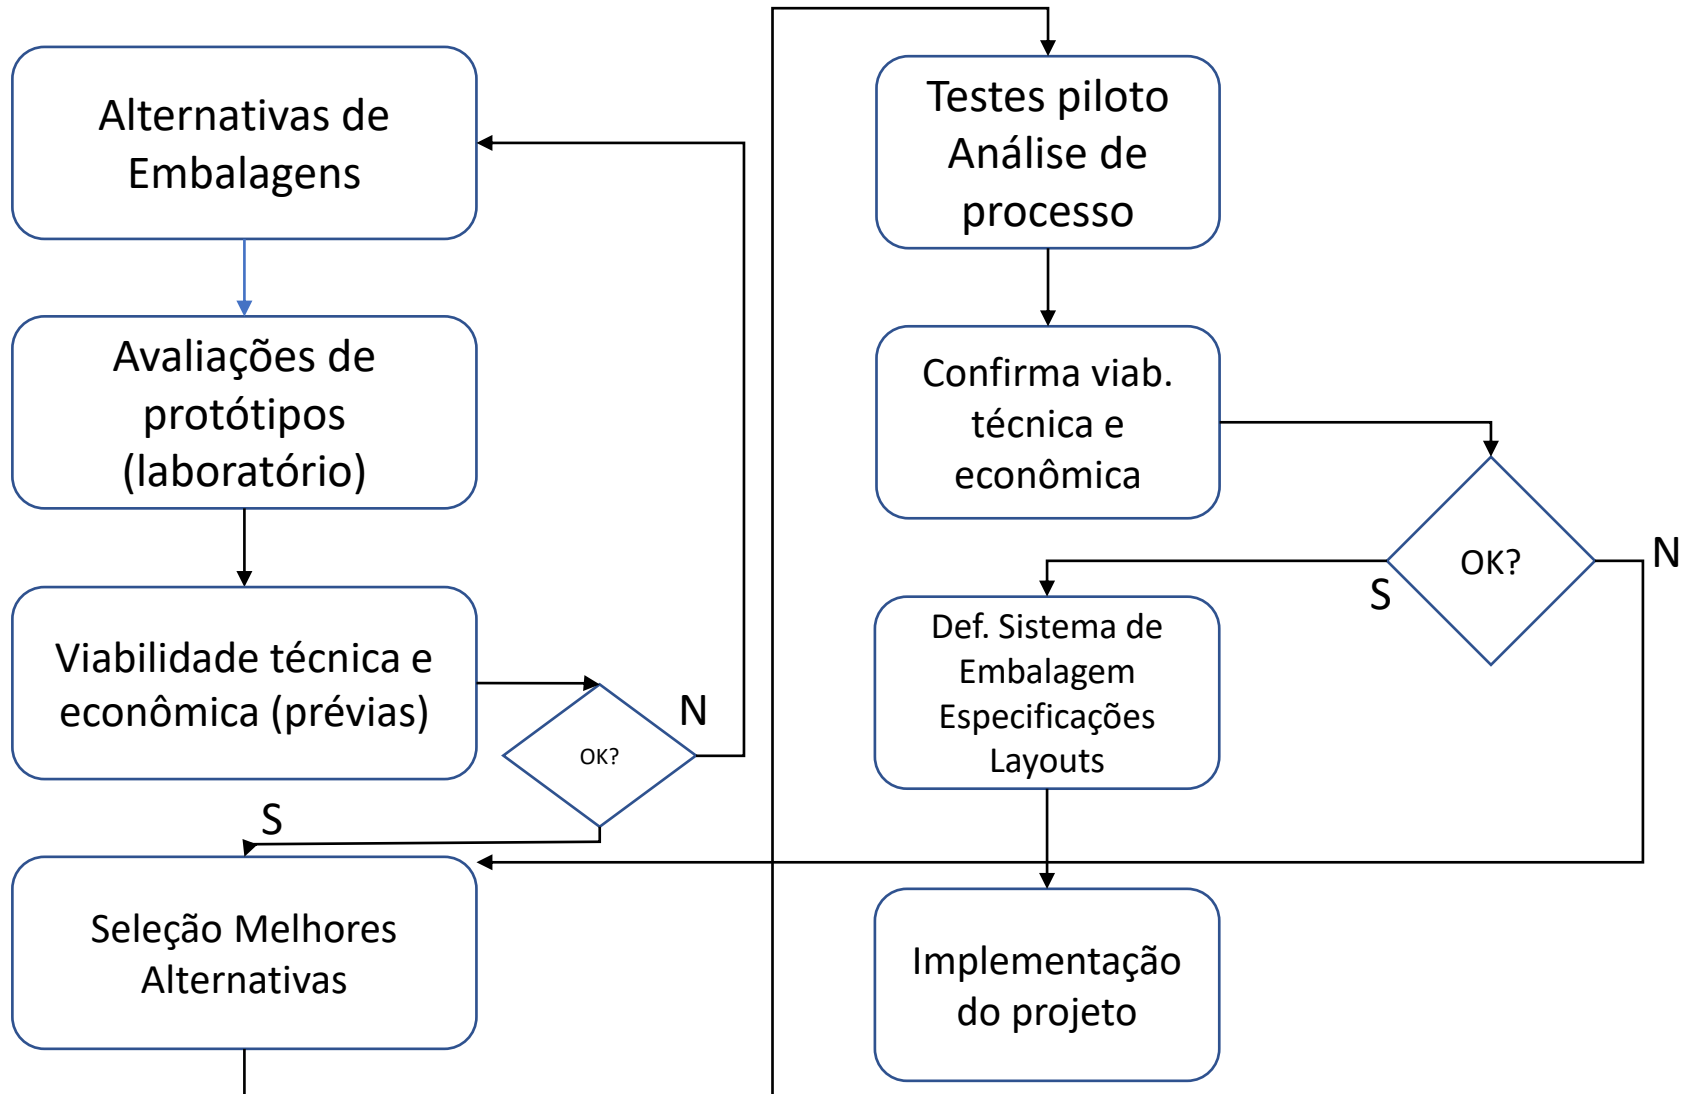 Alternativas de
Embalagens
Avaliações de
protótipos
(laboratório)
Viabilidade técnica e
econômica (prévias)
OK?
N
S
Seleção Melhores
Alternativas
Testes piloto
Análise de
processo
Confirma viab.
técnica e
econômica
OK?
N
S
Def. Sistema de
Embalagem
Especificações
Layouts
Implementação
do projeto